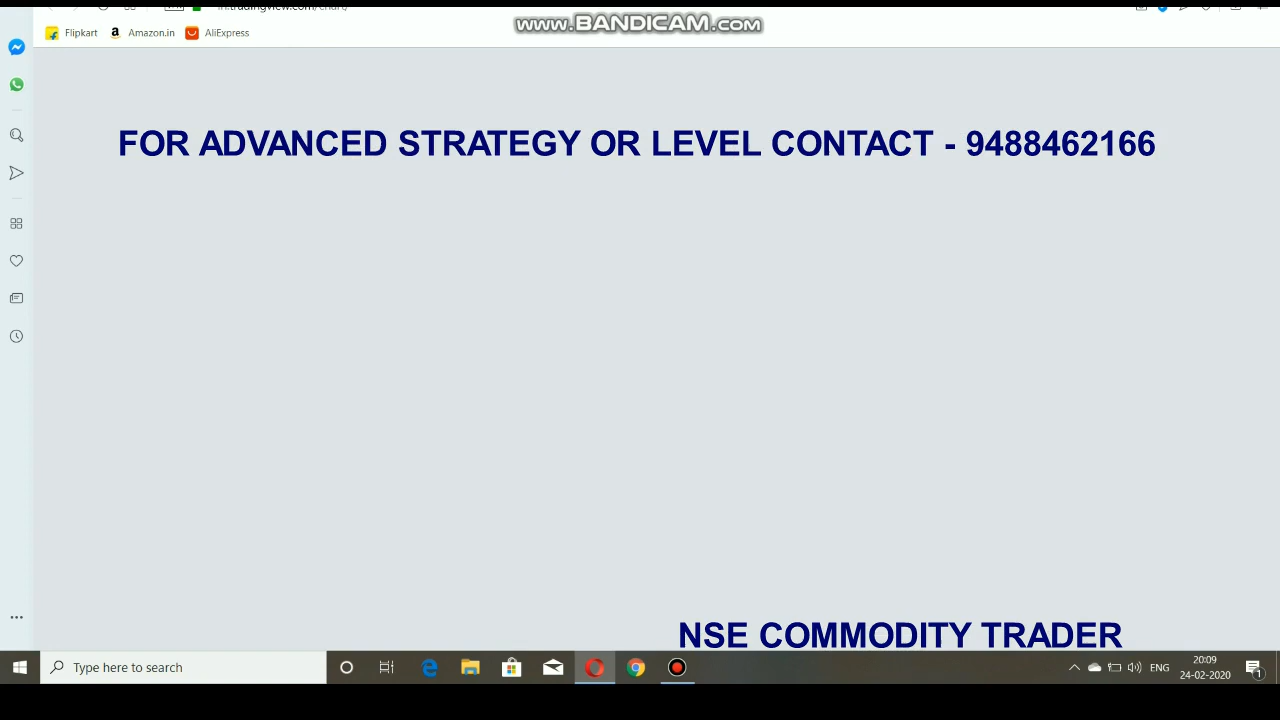 www.BANDICAM.com
Flipkart
Amazon.in
AliExpress
FOR ADVANCED STRATEGY OR LEVEL CONTACT - 9488462166
NSE COMMODITY TRADER
Type here to search
ENG
20:09
24-02-2020
1